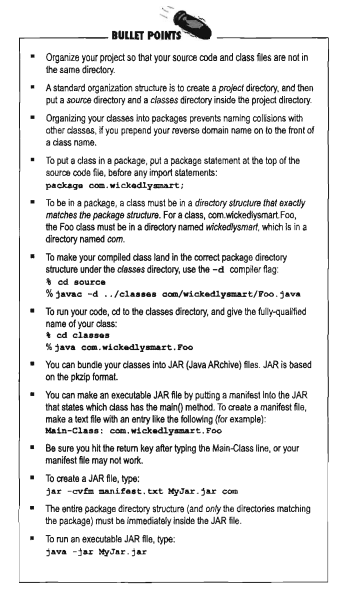 BULLET POINTS
Organize your project so that your source code and class files are not in
the same directory.
A standard organization structure is to create a project directory, and then
put a source directory and a classes directory inside the project directory.
Organizing your classes into packages prevents naming collisions with
other classes, if you prepend your reverse domain name on to the front of
a class name.
To put a class in a package, put a package statement at the top of the
source code file, before any import statements:
package com.wickedlysmart;
To be in a package, a class must be in a directory structure that exactly
matches the package structure. For a class, com.wickedlysmart.Foo,
the Foo class must be in a directory named wickedlysmart, which is in a
directory named com.
To make your compiled class land in the correct package directory
structure under the classes directory, use the -d compiler flag:
% cd source
% javac -d ../classes com/wickedlysmart/Foo.java
To run your code, cd to the classes directory, and give the fully-qualified
name of your class:
% cd classes
% java com.wickedlysmart.Foo
You can bundle your classes into JAR (Java ARchive) files. JAR is based
on the pkzip format.
You can make an executable JAR file by putting a manifest into the JAR
that states which class has the main() method. To create a manifest file,
make a text file with an entry like the following (for example):
Main-Class: com.wickedlysmart.Foo
Be sure you hit the return key after typing the Main-Class line, or your
manifest file may not work.
To create a JAR file, type:
jar -cvfm manifest.txt MyJar.jar com
The entire package directory structure (and only the directories matching
the package) must be immediately inside the JAR file.
To run an executable JAR file, type:
java -jar MyJar.jar